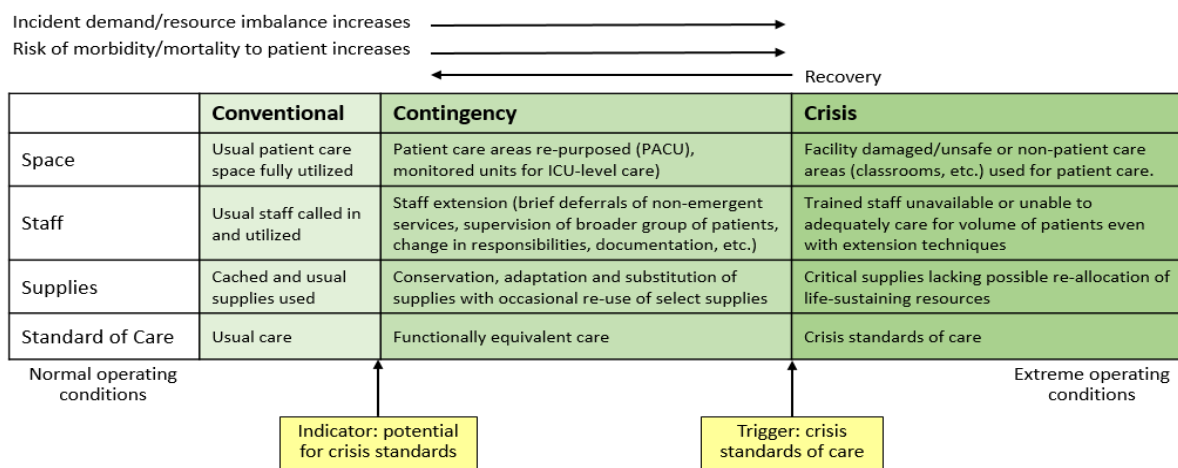 Incident demand/resource imbalance increases
Risk of morbidity/mortality to patient increases
Recovery
Conventional
Contingency
Crisis
Space
Usual patient care
space fully utilized
Patient care areas re-purposed (PACU),
monitored units for ICU-level care)
Facility damaged/unsafe or non-patient care
areas (classrooms, etc.) used for patient care.
Staff
Usual staff called in
and utilized
Staff extension (brief deferrals of non-emergent
services, supervision of broader group of patients,
change in responsibilities, documentation, etc.)
Trained staff unavailable or unable to
adequately care for volume of patients even
with extension techniques
Supplies
Cached and usual
supplies used
Conservation, adaptation and substitution of
supplies with occasional re-use of select supplies
Critical supplies lacking possible re-allocation of
life-sustaining resources
Standard of Care
Usual care
Functionally equivalent care
Crisis standards of care
Normal operating
conditions
Extreme operating
conditions
Indicator: potential
for crisis standards
Trigger: crisis
standards of care